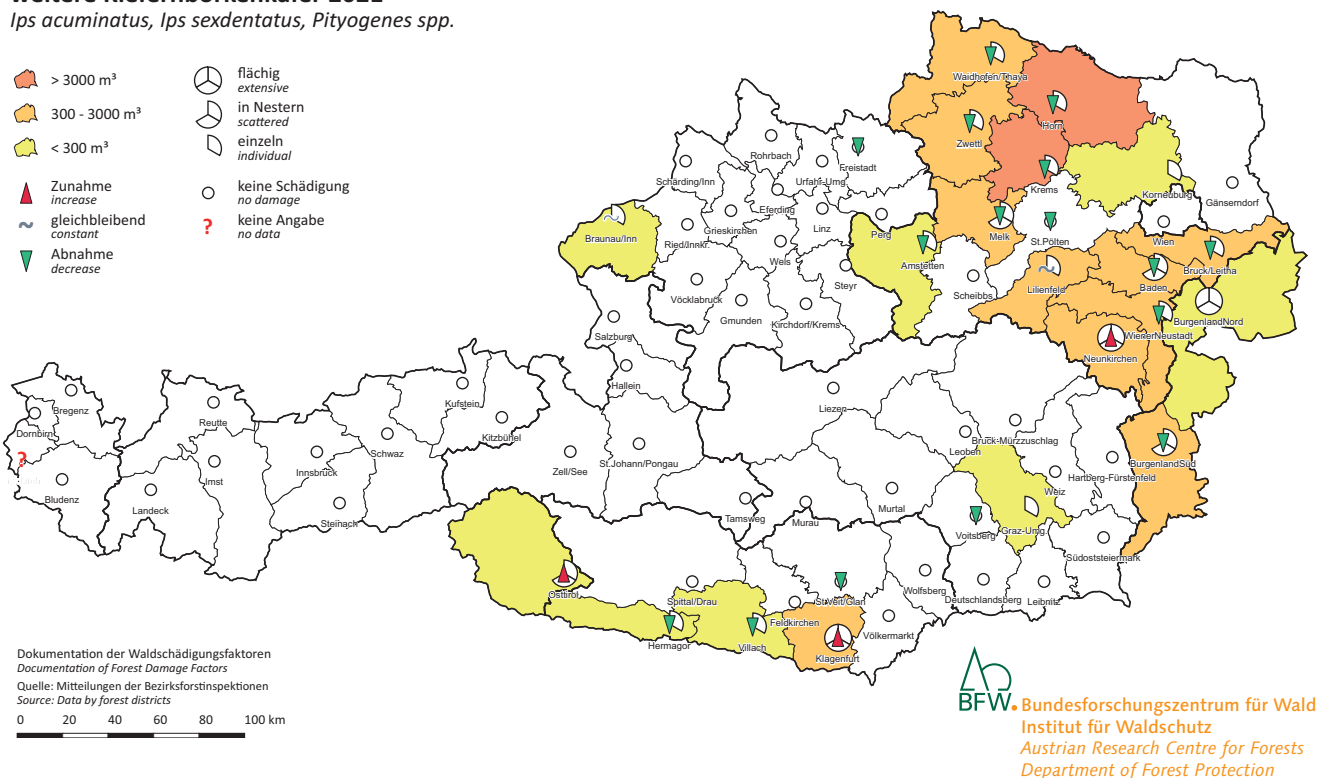 weitere Kiefernborkenkäfer 2021
Ips acuminatus, Ips sexdentatus, Pityogenes spp.
> 3000 m³
300 - 3000 m³
< 300 m³
Zunahme
increase
gleichbleibend
constant
Abnahme
decrease
flächig
extensive
in Nestern
scattered
einzeln
individual
keine Schädigung
no damage
? keine Angabe
no data
Waidhofen/Thaya
Horn
Zwettl
Rohrbach
Freistadt
Schärding/Inn
Urfahr-Umg.
Krems
Korneuburg
Gänserndorf
Eferding
Grieskirchen
Linz
Perg
Melk
St.Pölten
Wien
Braunau/Inn
Ried/Innkr.
Wels
Amstetten
Bruck/Leitha
Steyr
Scheibbs
Lilienfeld
Baden
Vöcklabruck
Gmunden
Kirchdorf/Krems
BurgenlandNord
WienerNeustadt
Salzburg
Neunkirchen
Hallein
Liezen
Kufstein
Bregenz
Reutte
Dornbirn
Kitzbühel
Bruck-Mürzzuschlag
Leoben
Schwaz
?
Innsbruck
Zell/See
St.Johann/Pongau
BurgenlandSüd
Hartberg-Fürstenfeld
Imst
Bludenz
Landeck
Weiz
Steinach
Tamsweg
Murau
Murtal
Voitsberg
Graz-Umg.
Südoststeiermark
Osttirol
Spittal/Drau
St.Veit/Glan
Wolfsberg
Deutschlandsberg
Leibnitz
Feldkirchen
Völkermarkt
Hermagor
Villach
Klagenfurt
Dokumentation der Waldschädigungsfaktoren
Documentation of Forest Damage Factors
Quelle: Mitteilungen der Bezirksforstinspektionen
Source: Data by forest districts
0 20 40 60 80 100 km
BFW
Bundesforschungszentrum für Wald
Institut für Waldschutz
Austrian Research Centre for Forests
Department of Forest Protection